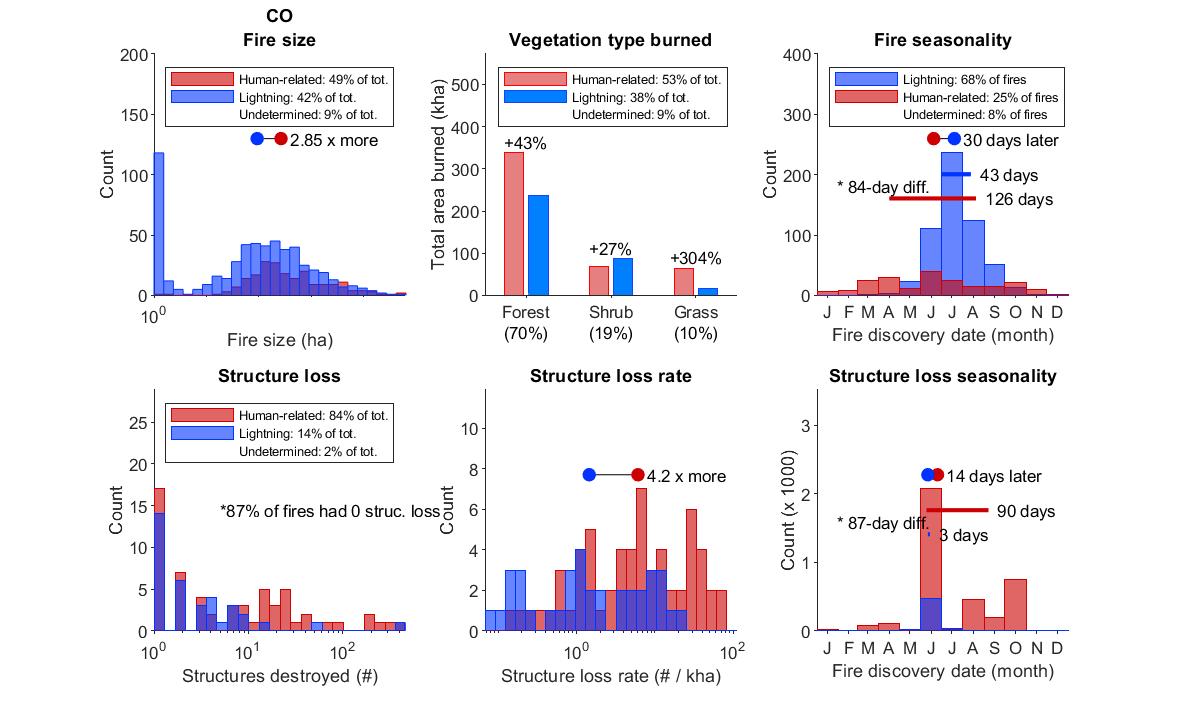 CO
Fire size
200
150
100
50
0
Count
Human-related: 49% of tot.
Lightning: 42% of tot.
Undetermined: 9% of tot.
2.85 x more
10^0
Fire size (ha)
Vegetation type burned
500
400
300
200
100
0
Total area burned (kha)
Human-related: 53% of tot.
Lightning: 38% of tot.
Undetermined: 9% of tot.
+43%
+27%
+304%
Forest Shrub Grass
(70%) (19%) (10%)
Fire seasonality
400
300
200
100
0
Count
Lightning: 68% of fires
Human-related: 25% of fires
Undetermined: 8% of fires
30 days later
43 days
* 84-day diff.
126 days
J F M A M J J A S O N D
Fire discovery date (month)
Structure loss
25
20
15
10
5
0
Count
Human-related: 84% of tot.
Lightning: 14% of tot.
Undetermined: 2% of tot.
*87% of fires had 0 struc. loss
10^0 10^1 10^2
Structures destroyed (#)
Structure loss rate
10
8
6
4
2
0
Count
4.2 x more
10^0 10^2
Structure loss rate (# / kha)
Structure loss seasonality
3
2
1
0
Count (x 1000)
14 days later
90 days
* 87-day diff.
3 days
J F M A M J J A S O N D
Fire discovery date (month)